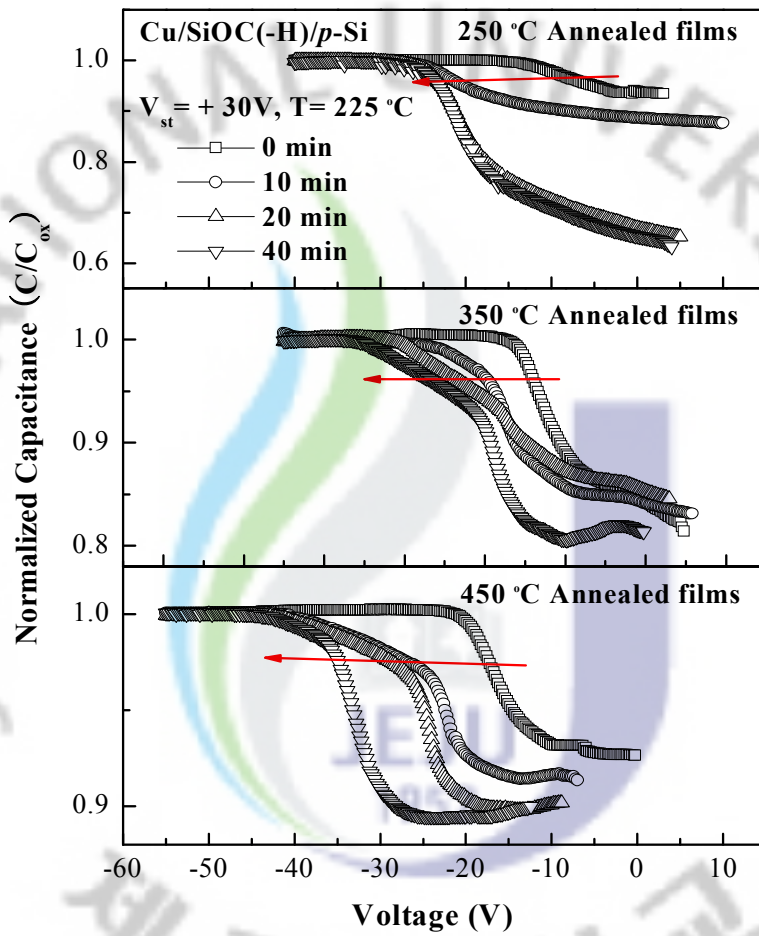 Cu/SiOC(-H)/p-Si
250 °C Annealed films
V_st= + 30V, T= 225 °C
0 min
10 min
20 min
40 min
1.0
0.8
0.6
350 °C Annealed films
1.0
0.9
0.8
450 °C Annealed films
1.0
0.9
Normalized Capacitance (C/C_ox)
-60 -50 -40 -30 -20 -10 0 10
Voltage (V)
JEJU
1952